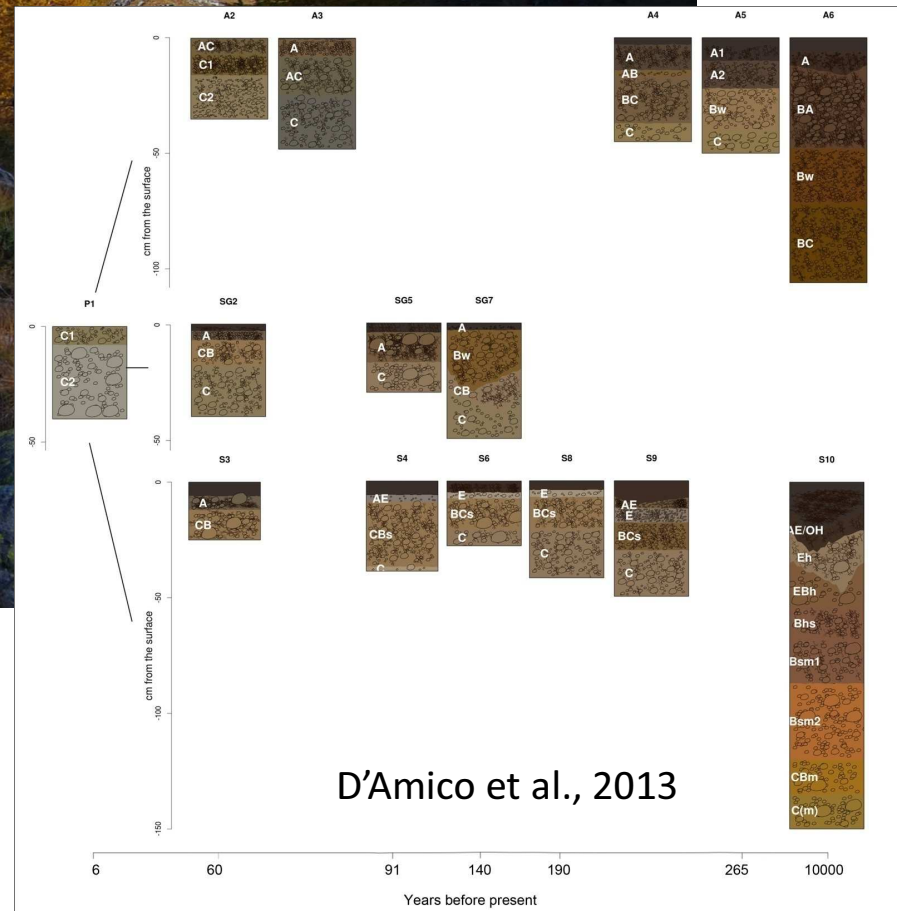 A2 A3 A4 A5 A6
0
-50
-100
cm from the surface
AC
C1
C2
A
AC
C
A
AB
BC
C
A1
A2
Bw
C
A
BA
Bw
BC
P1 SG2 SG5 SG7
0
-50
0
-50
C1
C2
A
CB
C
A
C
A
Bw
CB
C
S3 S4 S6 S8 S9 S10
0
-50
-100
-150
cm from the surface
A
CB
AE
CBs
C
E
BCs
C
E
BCs
C
AE
E
BCs
C
AE/OH
Eh
EBh
Bhs
Bsm1
Bsm2
CBm
C(m)
D'Amico et al., 2013
6 60 91 140 190 265 10000
Years before present